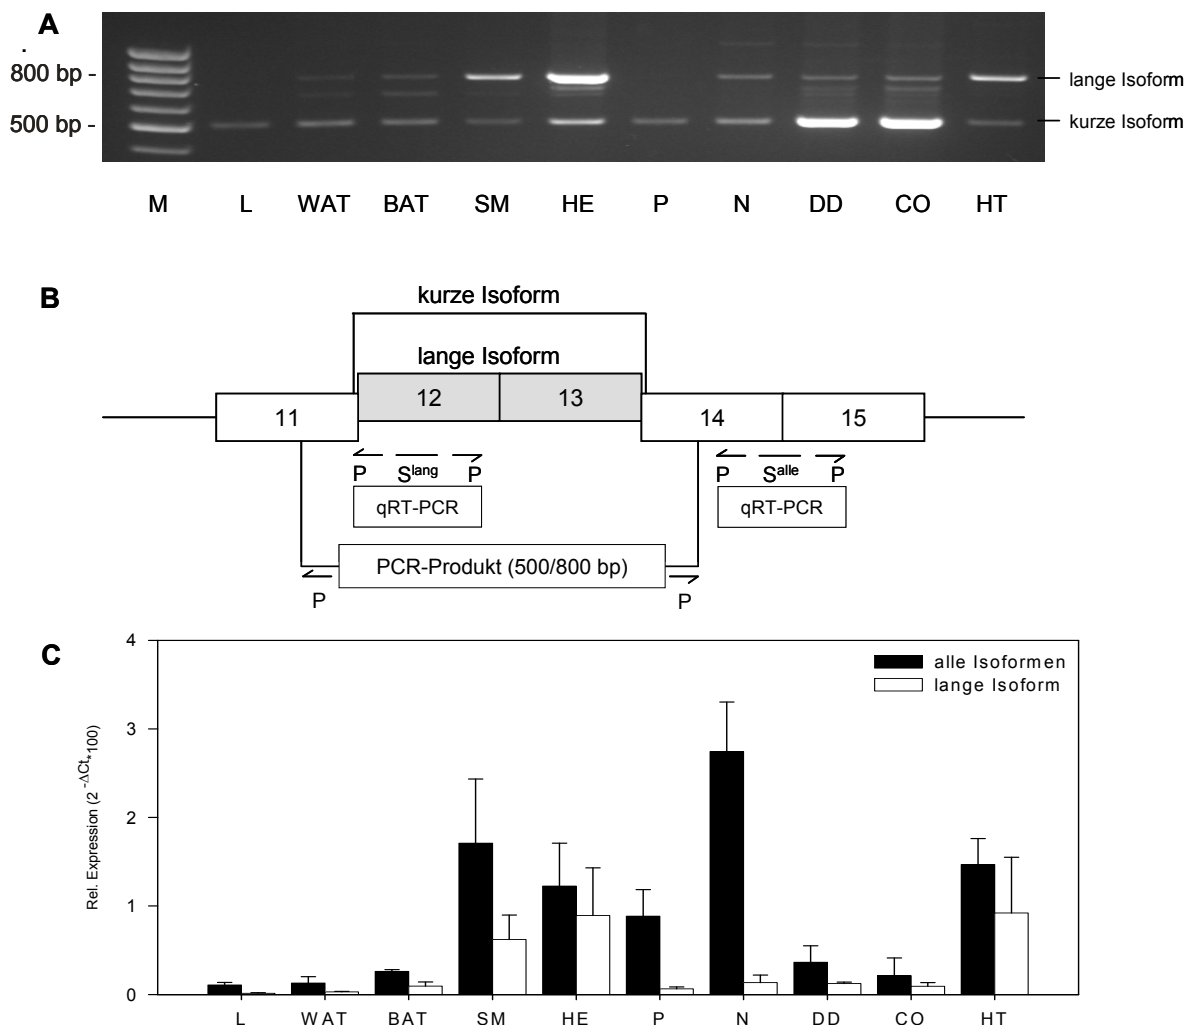 A
800 bp -
500 bp -
lange Isoform
kurze Isoform
M L WAT BAT SM HE P N DD CO HT
B
kurze Isoform
lange Isoform
11 12 13 14 15
P Slang P P Salle P
qRT-PCR qRT-PCR
PCR-Produkt (500/800 bp)
P P
C
4
3
2
1
0
Rel. Expression (2 -ΔCt*100)
alle Isoformen
lange Isoform
L WAT BAT SM HE P N DD CO HT